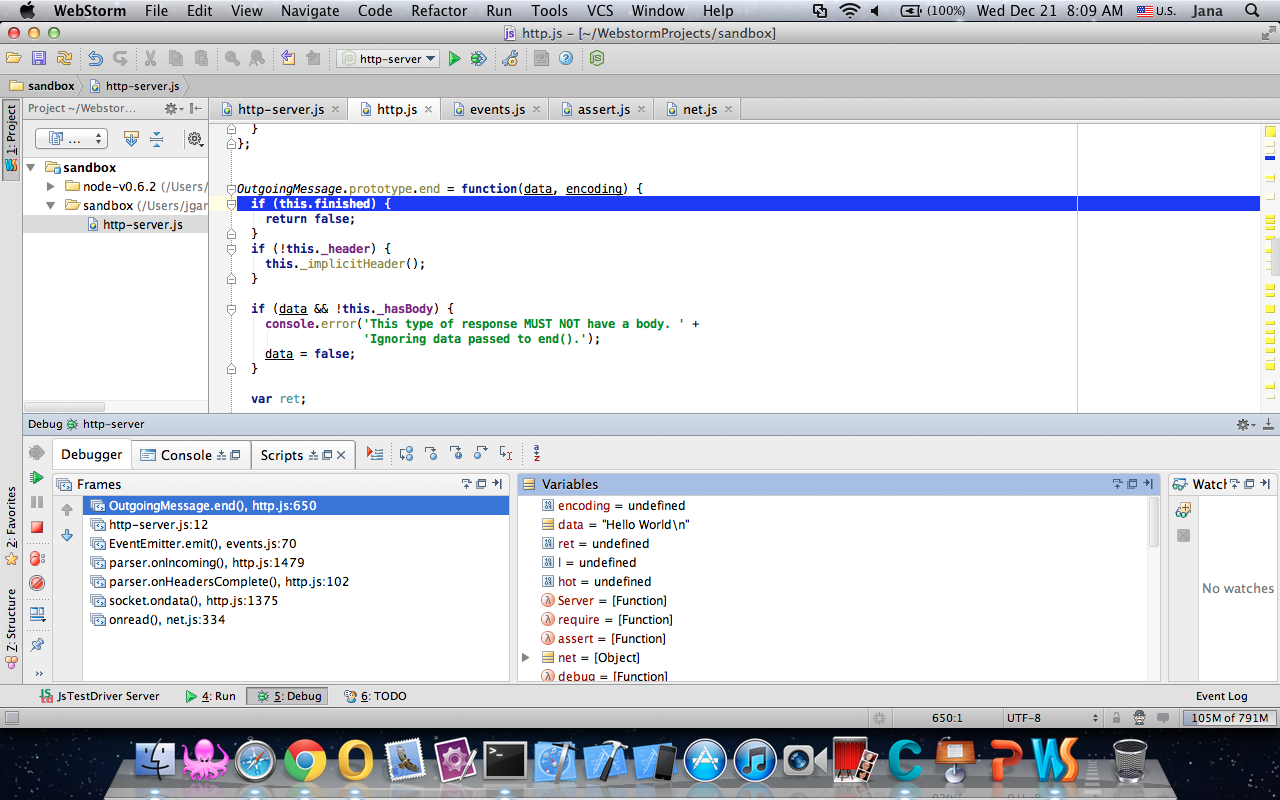 WebStorm File Edit View Navigate Code Refactor Run Tools VCS Window Help (100%) Wed Dec 21 8:09 AM U.S. Jana
http.js – [~/WebstormProjects/sandbox]
http-server
sandbox http-server.js
1: Project
2: Favorites
Z: Structure
Project ~/Webstor...
...
sandbox
node-v0.6.2 (/Users/
sandbox (/Users/jgar
http-server.js
http-server.js http.js events.js assert.js net.js
}
};
OutgoingMessage.prototype.end = function(data, encoding) {
if (this.finished) {
return false;
}
if (!this._header) {
this._implicitHeader();
}
if (data && !this._hasBody) {
console.error('This type of response MUST NOT have a body. ' +
'Ignoring data passed to end().');
data = false;
}
var ret;
Debug http-server
Debugger Console Scripts
Frames
OutgoingMessage.end(), http.js:650
http-server.js:12
EventEmitter.emit(), events.js:70
parser.onIncoming(), http.js:1479
parser.onHeadersComplete(), http.js:102
socket.ondata(), http.js:1375
onread(), net.js:334
Variables
encoding = undefined
data = "Hello World\n"
ret = undefined
l = undefined
hot = undefined
Server = [Function]
require = [Function]
assert = [Function]
net = [Object]
debug = [Function]
Watch
No watches
JsTestDriver Server 4: Run 5: Debug 6: TODO Event Log
650:1 UTF-8 105M of 791M